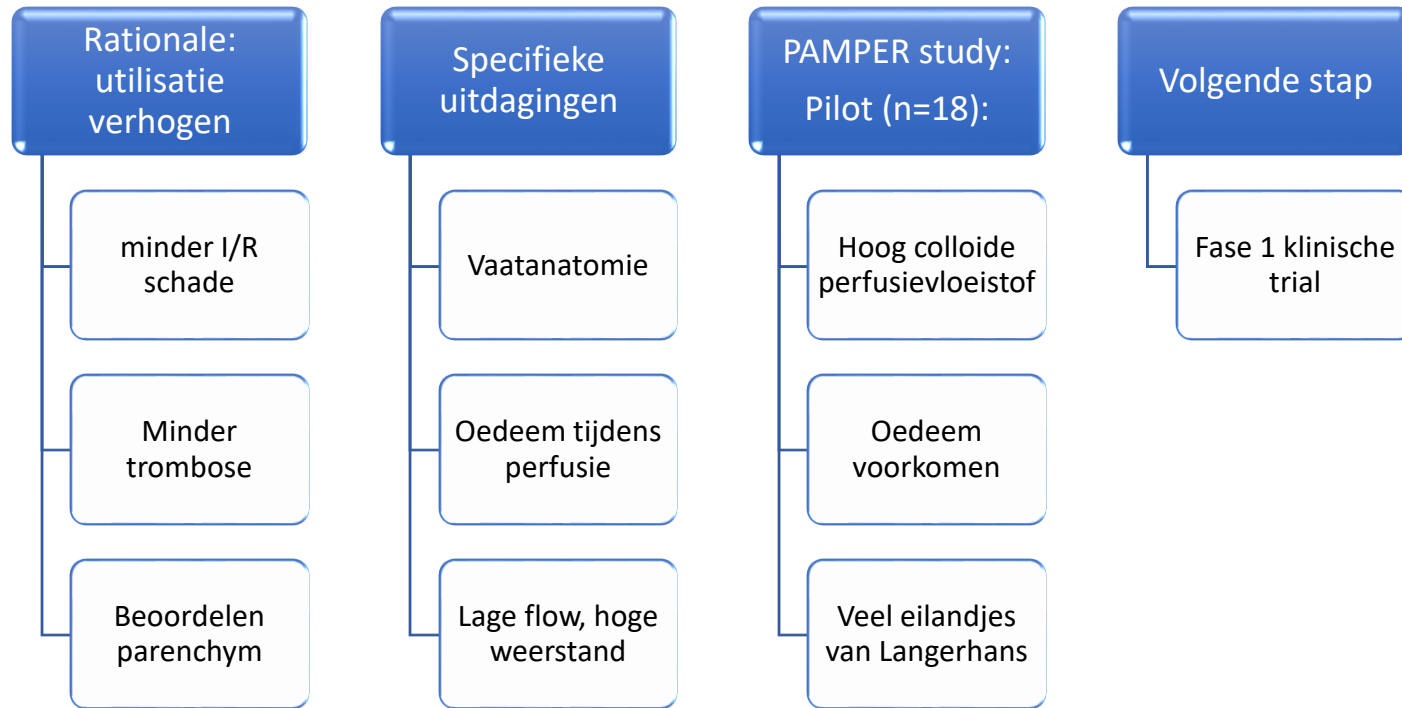 Rationale:
utilisatie
verhogen
minder I/R
schade
Minder
trombose
Beoordelen
parenchym
Specifieke
uitdagingen
Vaatanatomie
Oedeem tijdens
perfusie
Lage flow, hoge
weerstand
PAMPER study:
Pilot (n=18):
Hoog colloide
perfusievloeistof
Oedeem
voorkomen
Veel eilandjes
van Langerhans
Volgende stap
Fase 1 klinische
trial